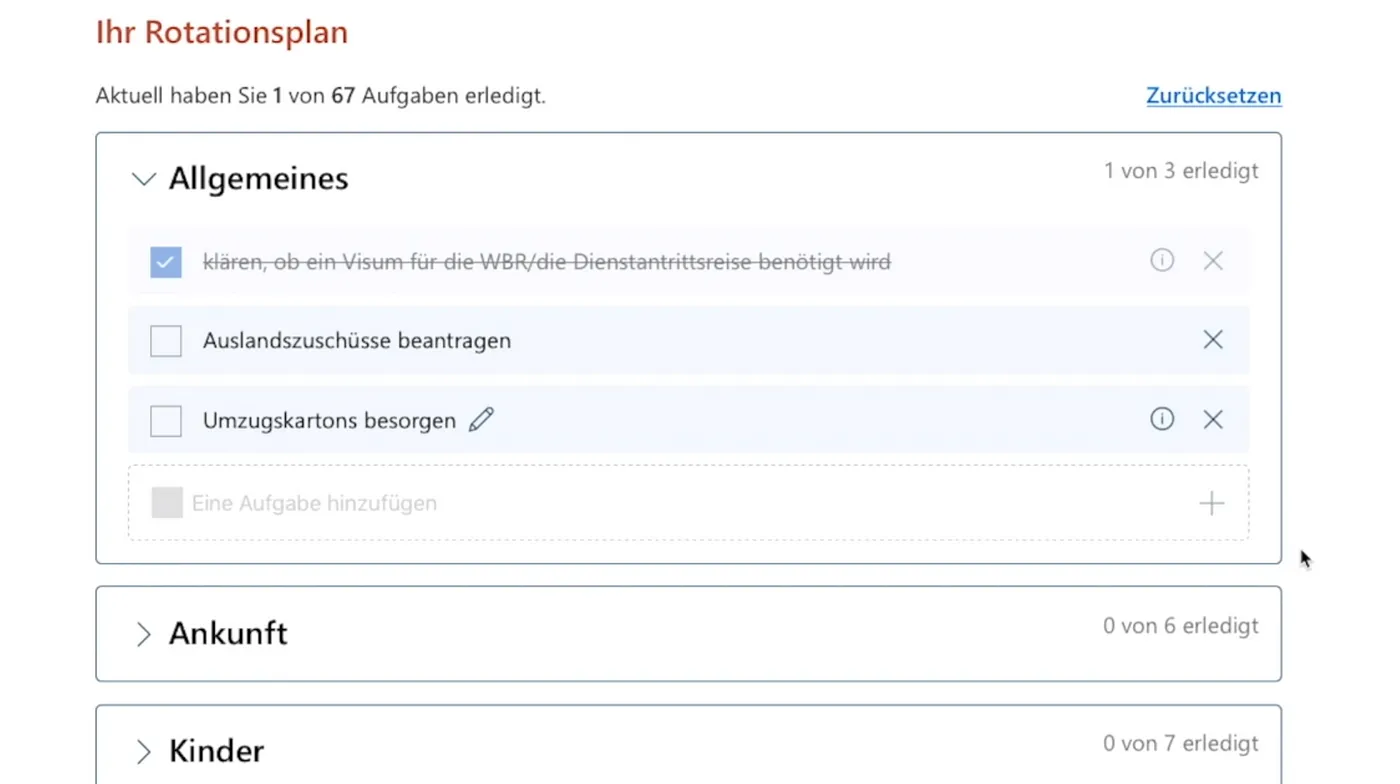 Ihr Rotationsplan
Aktuell haben Sie 1 von 67 Aufgaben erledigt.
Zurücksetzen
Allgemeines
1 von 3 erledigt
klären, ob ein Visum für die WBR/die Dienstantrittsreise benötigt wird
Auslandszuschüsse beantragen
Umzugskartons besorgen
Eine Aufgabe hinzufügen
Ankunft
0 von 6 erledigt
Kinder
0 von 7 erledigt